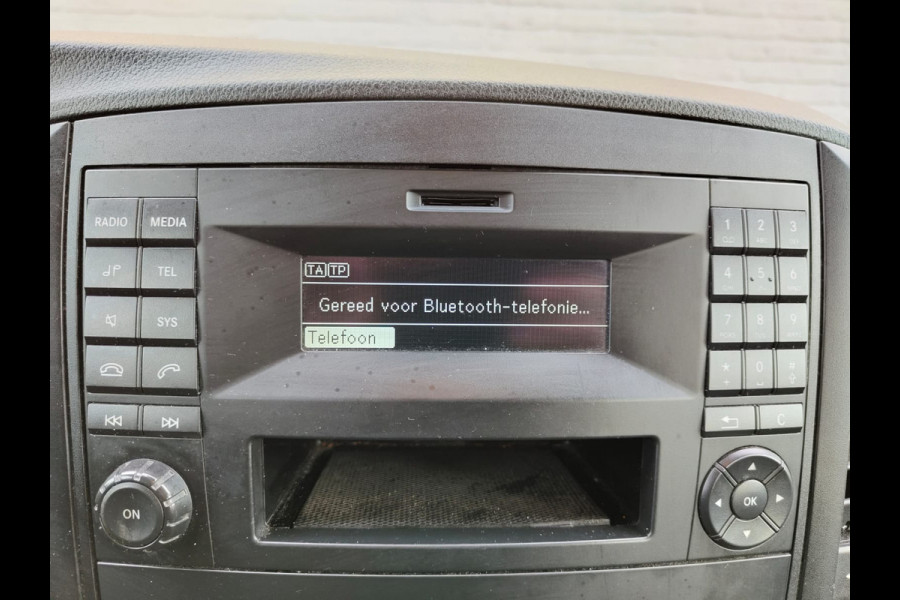 RADIO MEDIA
TEL
SYS
ON
TA TP
Gereed voor Bluetooth-telefonie...
Telefoon
1 2 3
4 5 6
7 8 9
* 0 #
C
OK